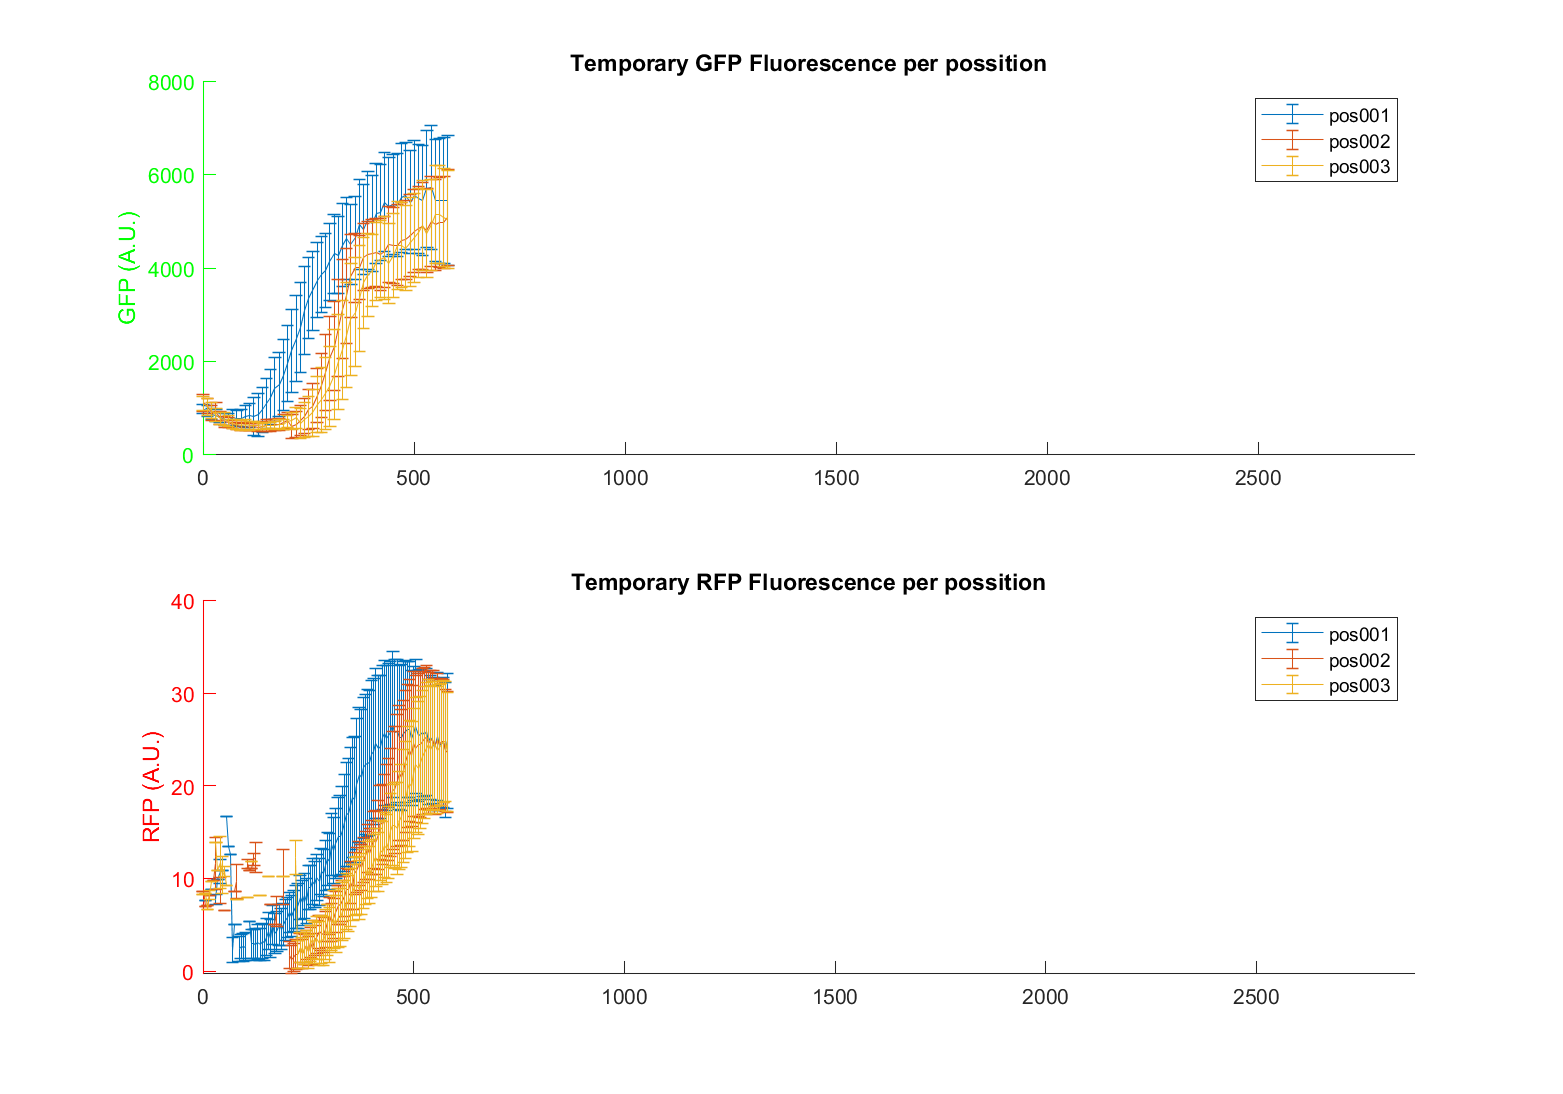 Temporary GFP Fluorescence per possition
8000
6000
4000
2000
0
GFP (A.U.)
pos001
pos002
pos003
0 500 1000 1500 2000 2500
Temporary RFP Fluorescence per possition
40
30
20
10
0
RFP (A.U.)
pos001
pos002
pos003
0 500 1000 1500 2000 2500